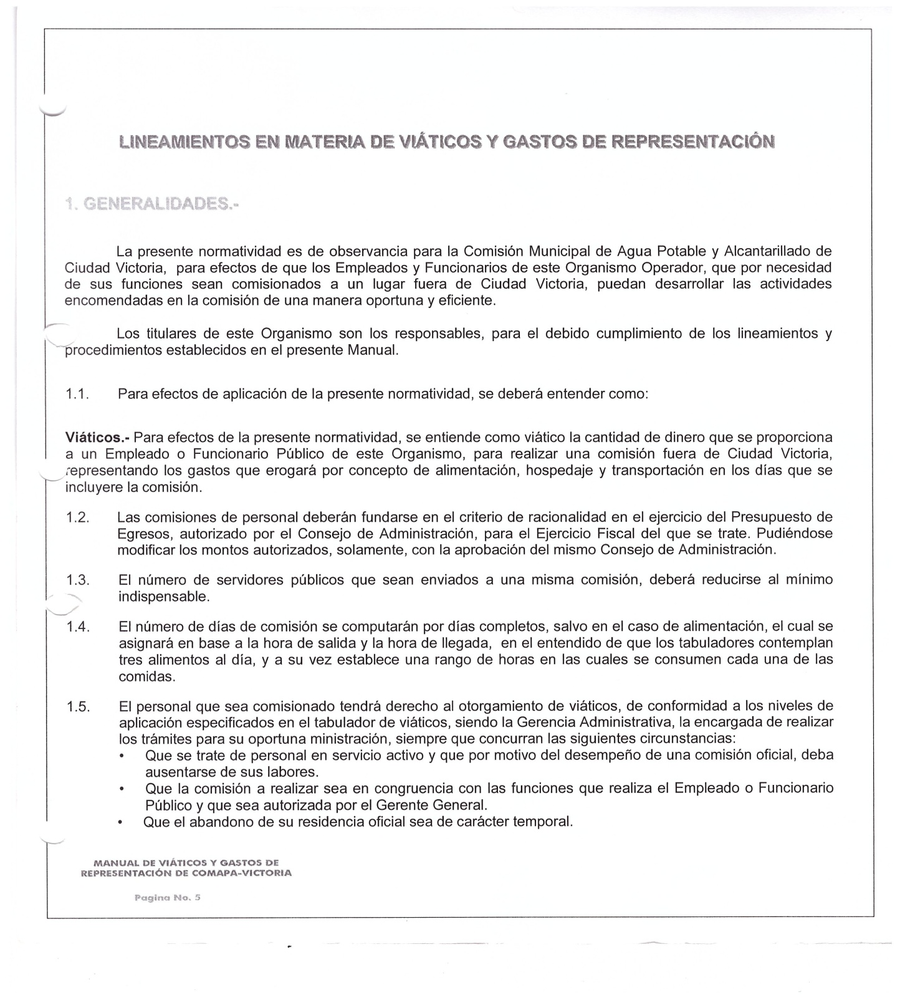 LINEAMIENTOS EN MATERIA DE VIÁTICOS Y GASTOS DE REPRESENTACIÓN
1. GENERALIDADES.-
La presente normatividad es de observancia para la Comisión Municipal de Agua Potable y Alcantarillado de
Ciudad Victoria, para efectos de que los Empleados y Funcionarios de este Organismo Operador, que por necesidad
de sus funciones sean comisionados a un lugar fuera de Ciudad Victoria, puedan desarrollar las actividades
encomendadas en la comisión de una manera oportuna y eficiente.
Los titulares de este Organismo son los responsables, para el debido cumplimiento de los lineamientos y
procedimientos establecidos en el presente Manual.
1.1. Para efectos de aplicación de la presente normatividad, se deberá entender como:
Viáticos.- Para efectos de la presente normatividad, se entiende como viático la cantidad de dinero que se proporciona
a un Empleado o Funcionario Público de este Organismo, para realizar una comisión fuera de Ciudad Victoria,
representando los gastos que erogará por concepto de alimentación, hospedaje y transportación en los días que se
incluyere la comisión.
1.2. Las comisiones de personal deberán fundarse en el criterio de racionalidad en el ejercicio del Presupuesto de
Egresos, autorizado por el Consejo de Administración, para el Ejercicio Fiscal del que se trate. Pudiéndose
modificar los montos autorizados, solamente, con la aprobación del mismo Consejo de Administración.
1.3. El número de servidores públicos que sean enviados a una misma comisión, deberá reducirse al mínimo
indispensable.
1.4. El número de días de comisión se computarán por días completos, salvo en el caso de alimentación, el cual se
asignará en base a la hora de salida y la hora de llegada, en el entendido de que los tabuladores contemplan
tres alimentos al día, y a su vez establece una rango de horas en las cuales se consumen cada una de las
comidas.
1.5. El personal que sea comisionado tendrá derecho al otorgamiento de viáticos, de conformidad a los niveles de
aplicación especificados en el tabulador de viáticos, siendo la Gerencia Administrativa, la encargada de realizar
los trámites para su oportuna ministración, siempre que concurran las siguientes circunstancias:
• Que se trate de personal en servicio activo y que por motivo del desempeño de una comisión oficial, deba
ausentarse de sus labores.
• Que la comisión a realizar sea en congruencia con las funciones que realiza el Empleado o Funcionario
Público y que sea autorizada por el Gerente General.
• Que el abandono de su residencia oficial sea de carácter temporal.
MANUAL DE VIÁTICOS Y GASTOS DE
REPRESENTACIÓN DE COMAPA-VICTORIA
Pagina No. 5